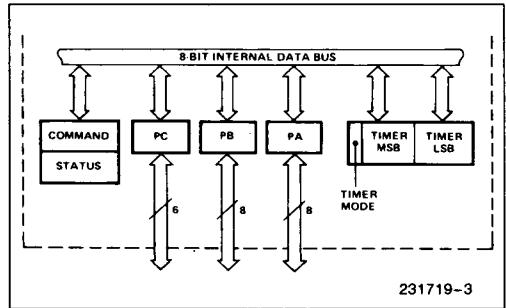 8-BIT INTERNAL DATA BUS
COMMAND
STATUS
PC
PB
PA
TIMER
MSB
TIMER
LSB
TIMER
MODE
6
8
8
231719-3